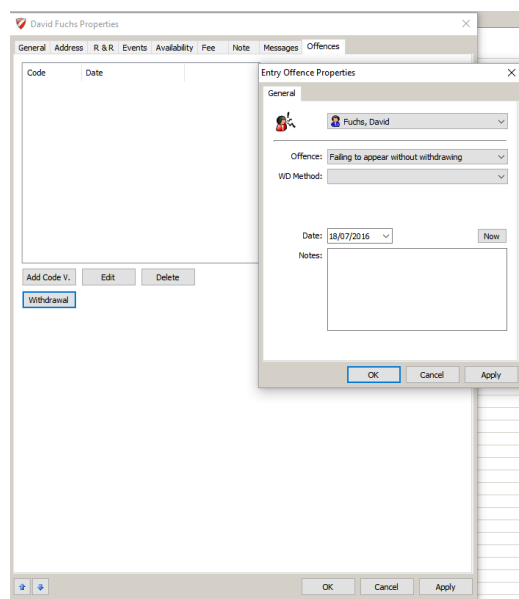 David Fuchs Properties
General Address R & R Events Availability Fee Note Messages Offences
Code Date
Add Code V. Edit Delete
Withdrawal
Entry Offence Properties
General
Fuchs, David
Offence: Failing to appear without withdrawing
WD Method:
Date: 18/07/2016 Now
Notes:
OK Cancel Apply
OK Cancel Apply